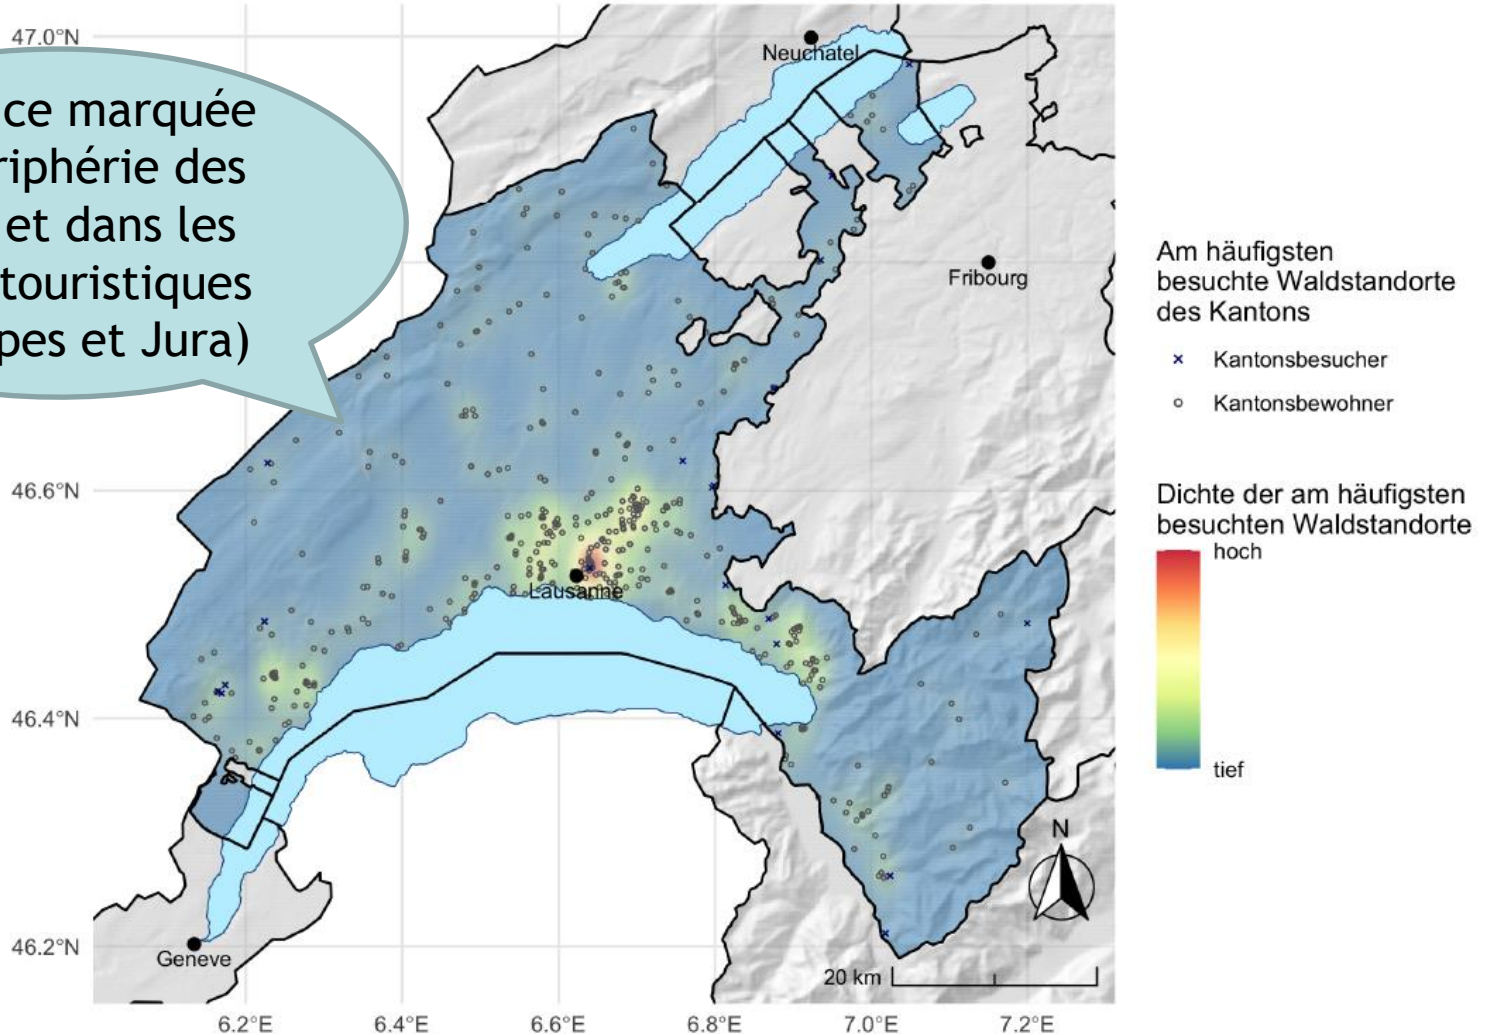 47.0°N
46.6°N
46.4°N
46.2°N
ce marquée
riphérie des
et dans les
touristiques
pes et Jura)
Neuchatel
Fribourg
Lausanne
Geneve
N
20 km
6.2°E
6.4°E
6.6°E
6.8°E
7.0°E
7.2°E
Am häufigsten
besuchte Waldstandorte
des Kantons
Kantonsbesucher
Kantonsbewohner
Dichte der am häufigsten
besuchten Waldstandorte
hoch
tief